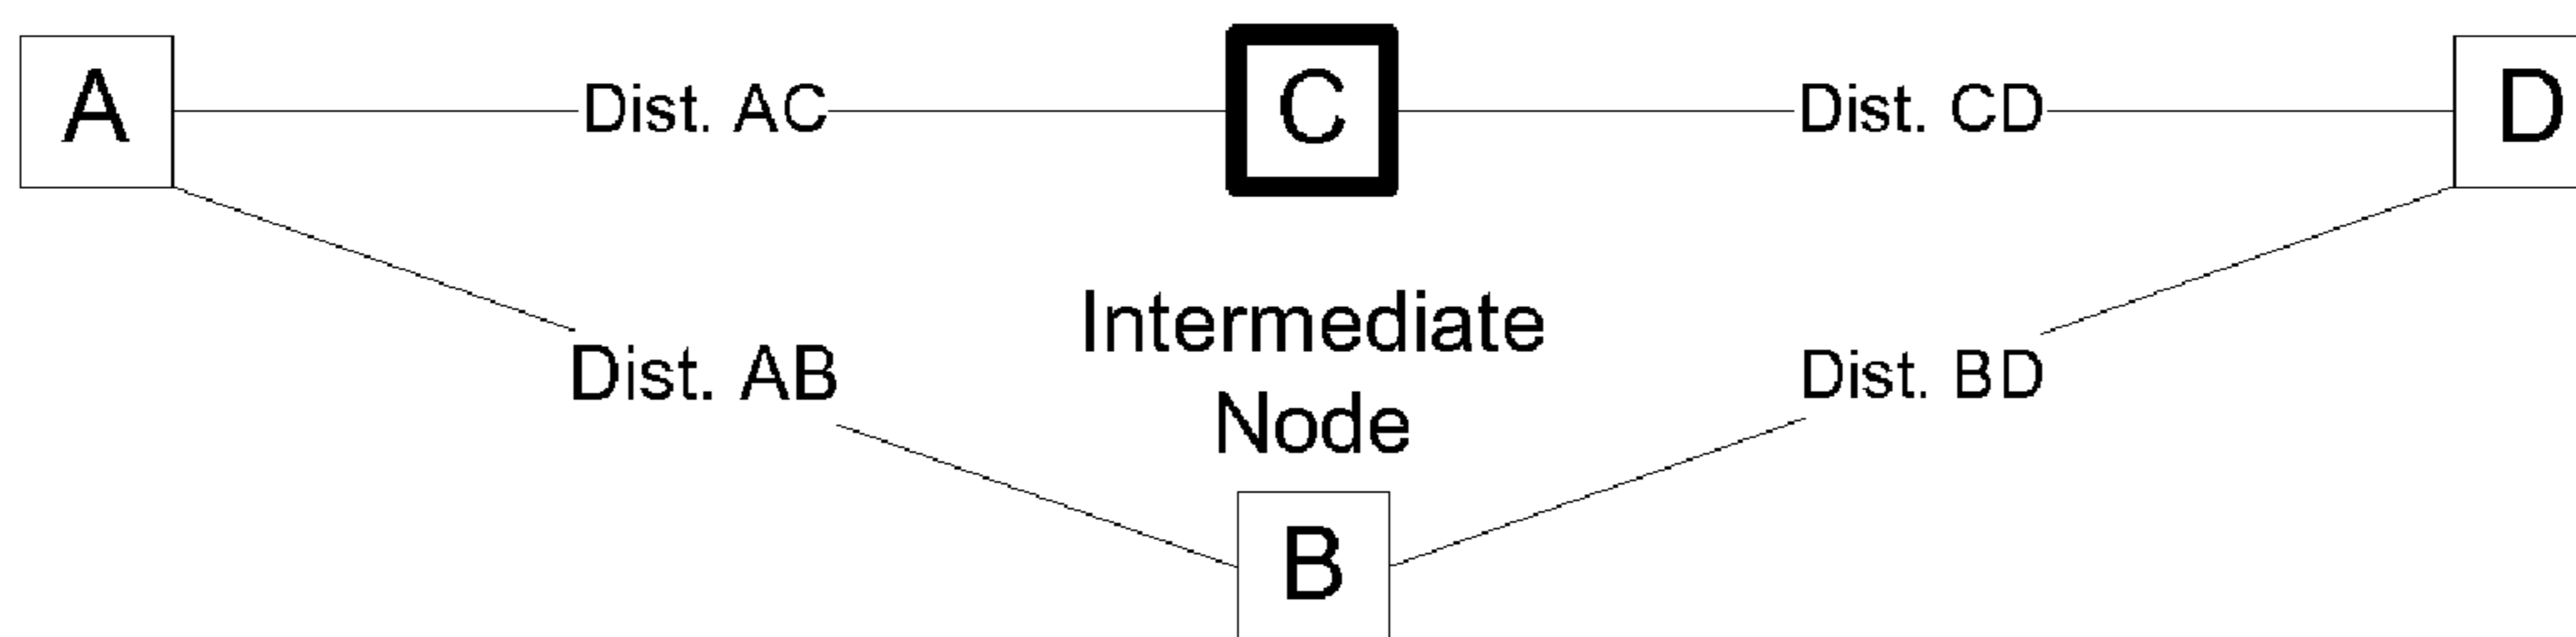 A Dist. AC C Dist. CD D
Intermediate
Dist. AB Dist. BD
Node
B